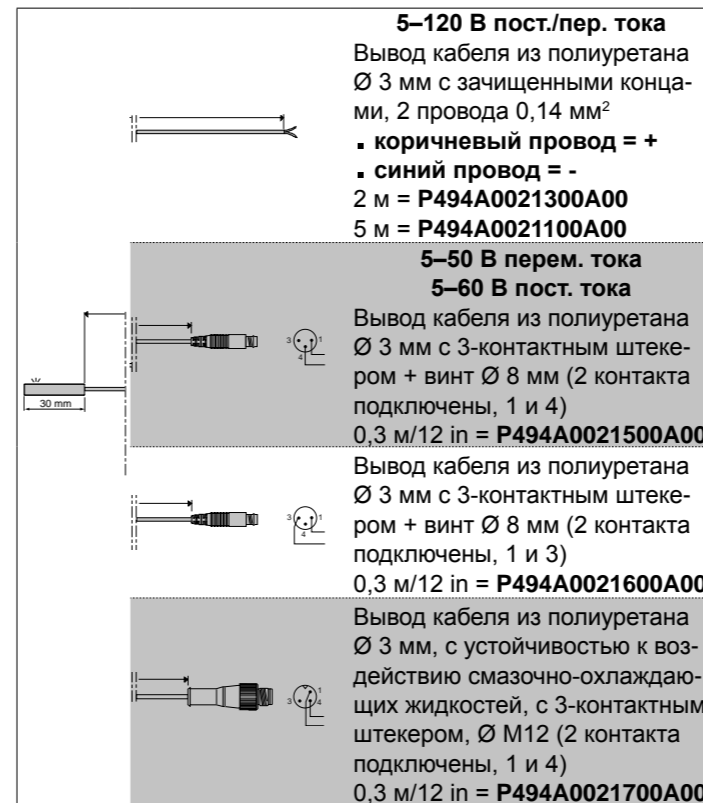 5–120 В пост./пер. тока
Вывод кабеля из полиуретана
Ø 3 мм с зачищенными конца-
ми, 2 провода 0,14 мм²
▪ коричневый провод = +
▪ синий провод = -
2 м = P494A0021300A00
5 м = P494A0021100A00
5–50 В перем. тока
5–60 В пост. тока
Вывод кабеля из полиуретана
Ø 3 мм с 3-контактным штеке-
ром + винт Ø 8 мм (2 контакта
подключены, 1 и 4)
0,3 м/12 in = P494A0021500A00
3 1
4
30 mm
Вывод кабеля из полиуретана
Ø 3 мм с 3-контактным штеке-
ром + винт Ø 8 мм (2 контакта
подключены, 1 и 3)
0,3 м/12 in = P494A0021600A00
3 1
4
Вывод кабеля из полиуретана
Ø 3 мм, с устойчивостью к воз-
действию смазочно-охлаждаю-
щих жидкостей, с 3-контактным
штекером, Ø M12 (2 контакта
подключены, 1 и 4)
0,3 м/12 in = P494A0021700A00
1
3 4